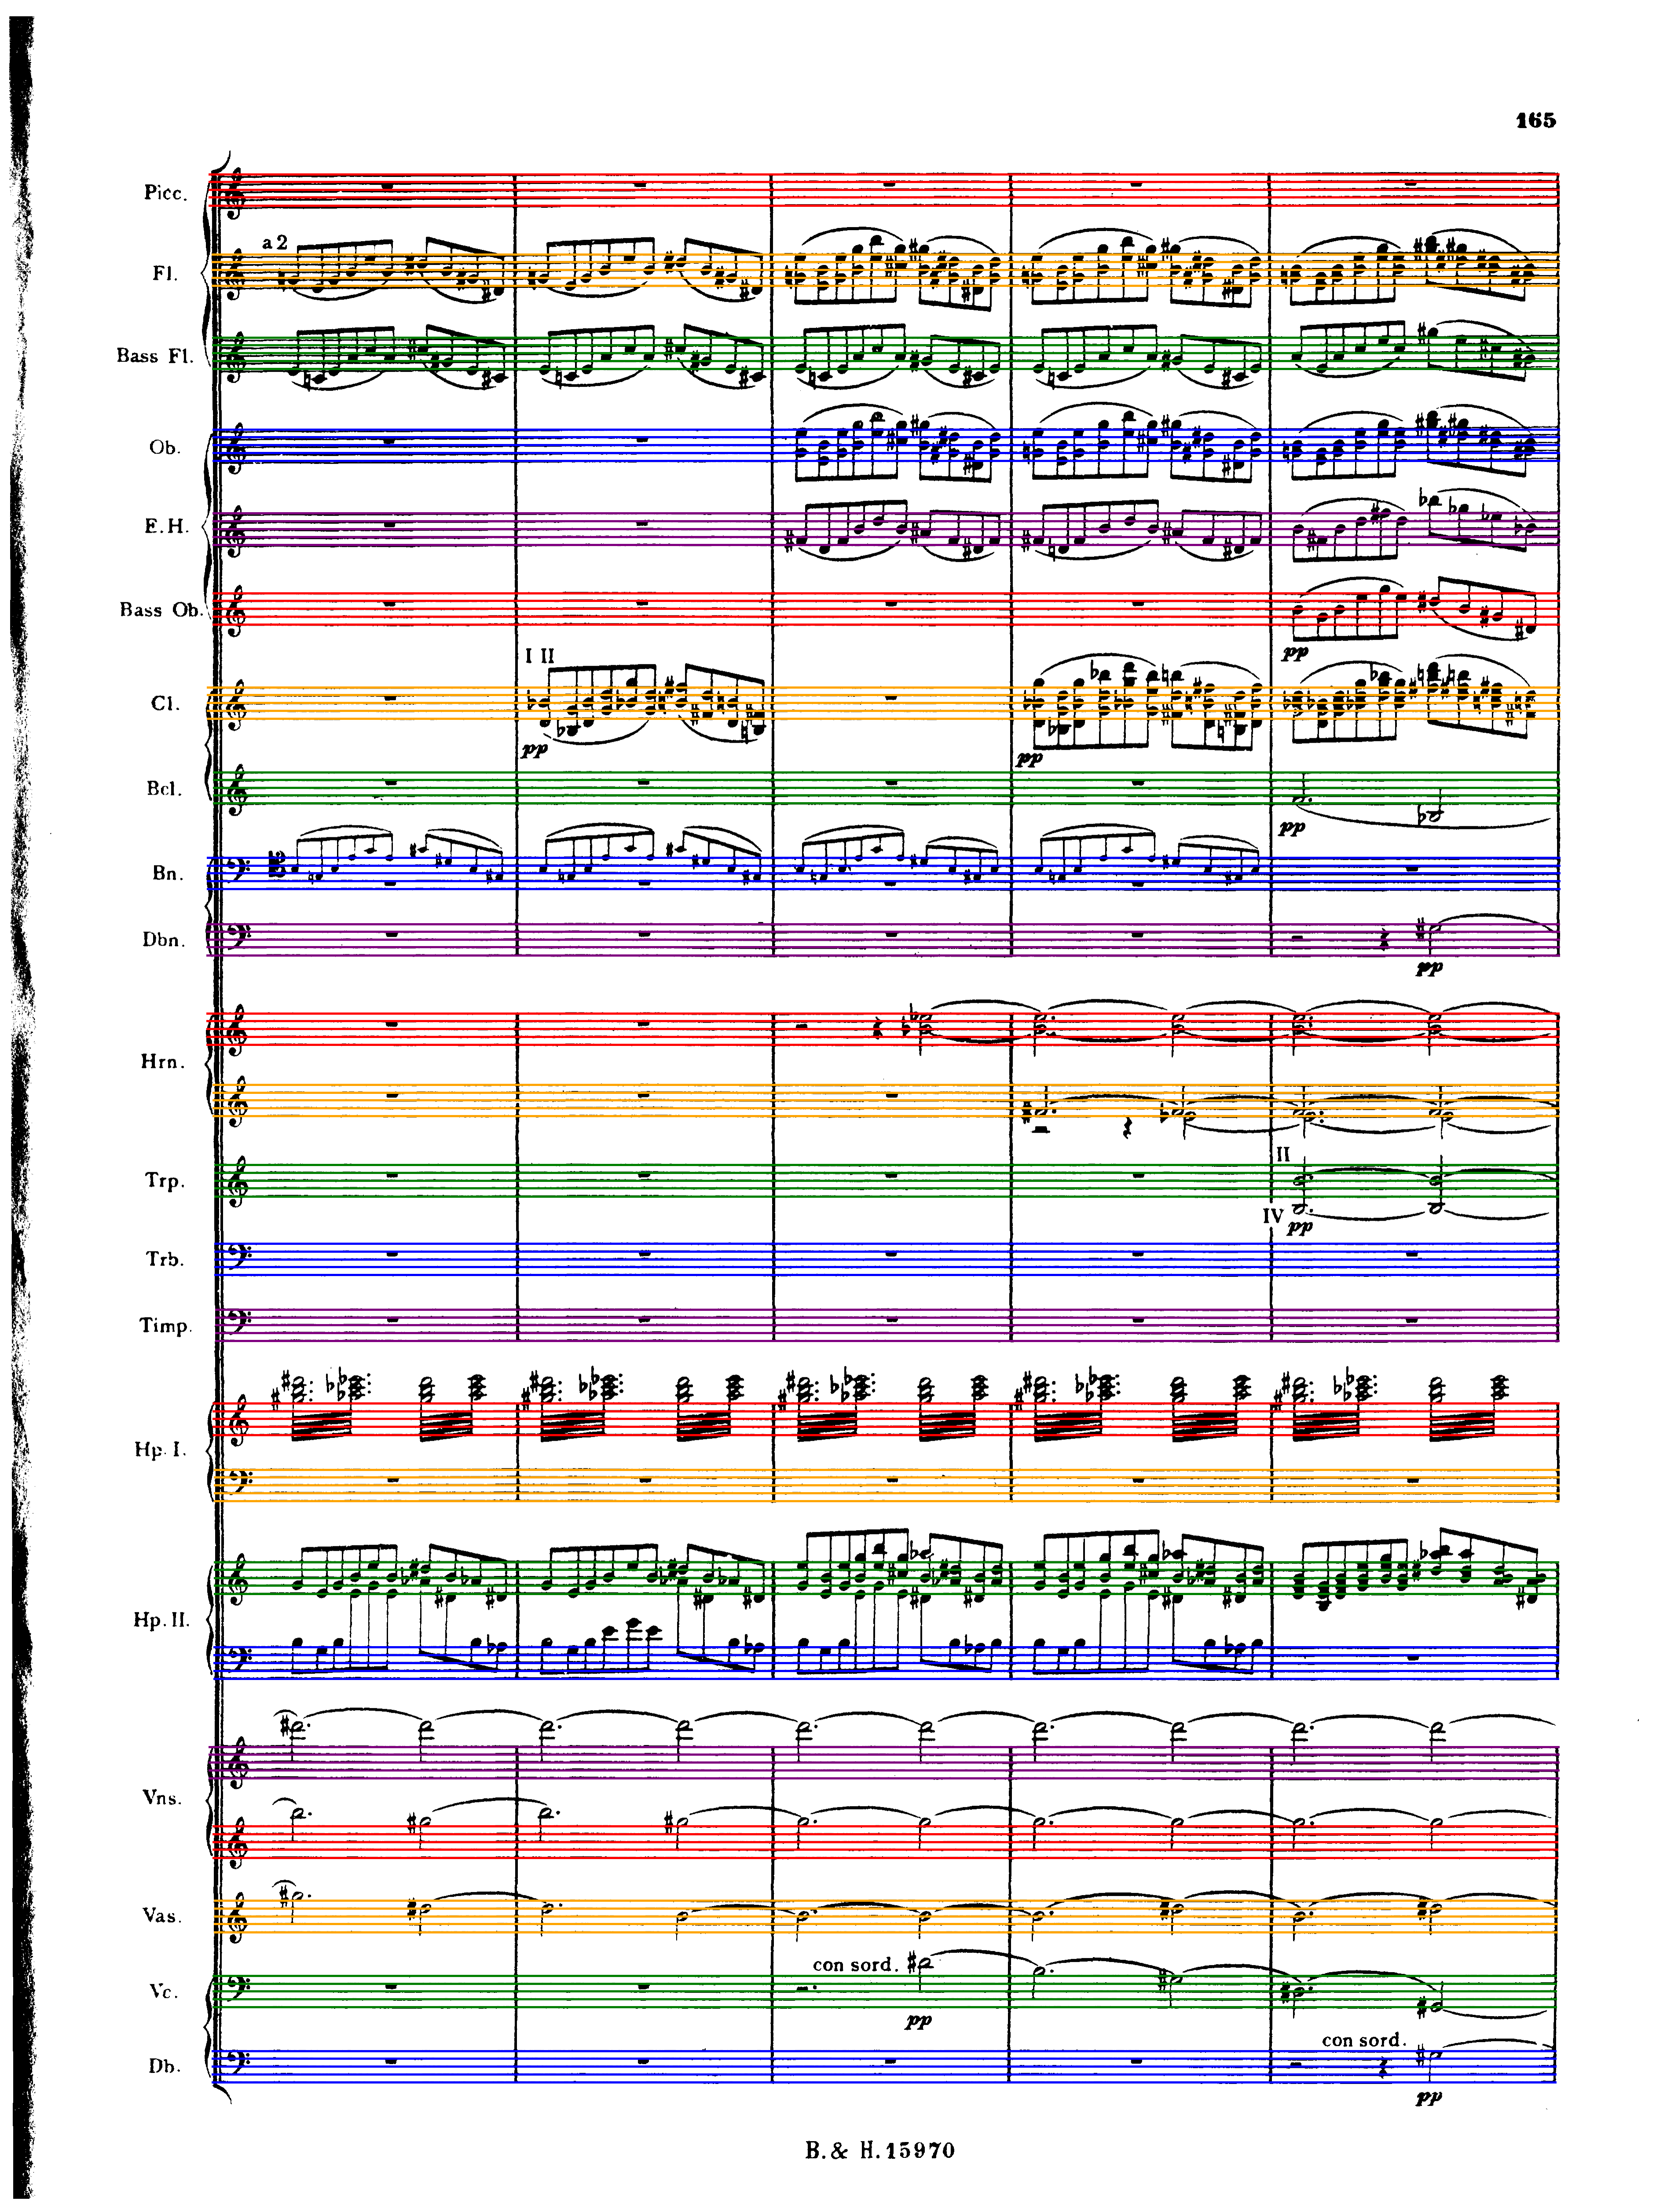 165
Picc.
a 2
Fl.
Bass Fl.
Ob.
E.H.
Bass Ob.
pp
I II
Cl.
pp
pp
Bcl.
pp
Bn.
Dbn.
pp
Hrn.
II
Trp.
IV pp
Trb.
Timp.
Hp. I.
Hp. II.
Vns.
Vas.
con sord.
Vc.
pp
con sord.
Db.
pp
B. & H. 15970